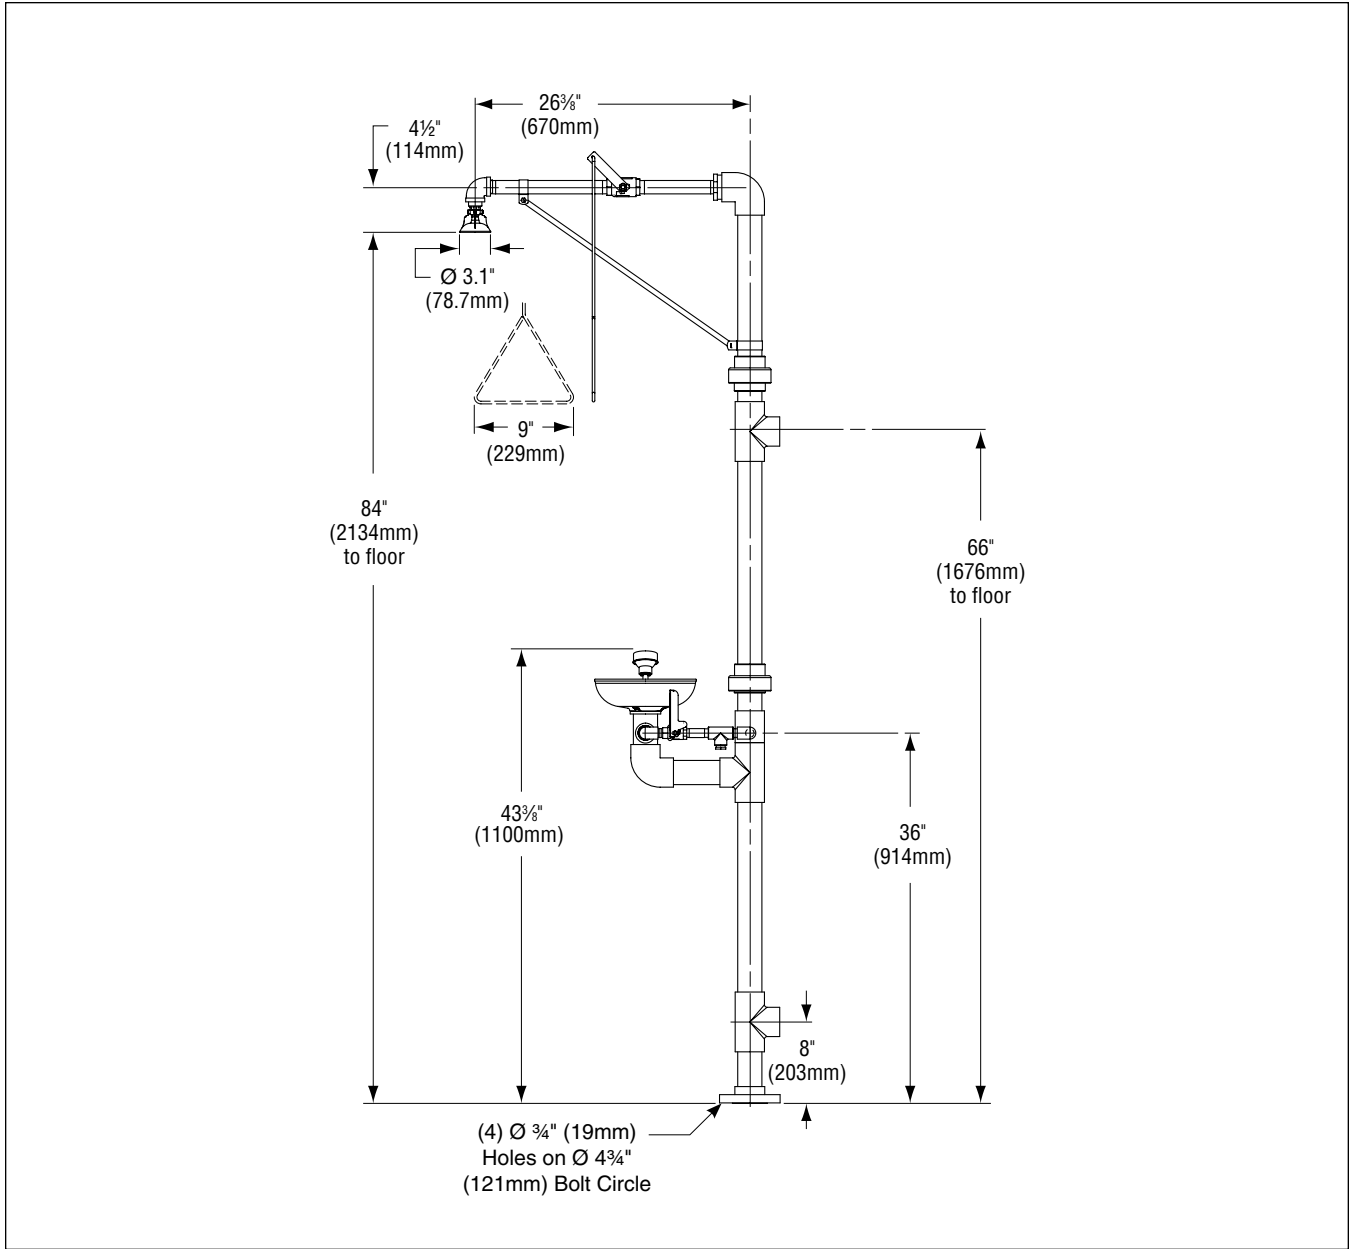 26⅜"
(670mm)
4½"
(114mm)
Ø 3.1"
(78.7mm)
9"
(229mm)
84"
(2134mm)
to floor
66"
(1676mm)
to floor
43⅜"
(1100mm)
36"
(914mm)
8"
(203mm)
(4) Ø ¾" (19mm)
Holes on Ø 4¾"
(121mm) Bolt Circle